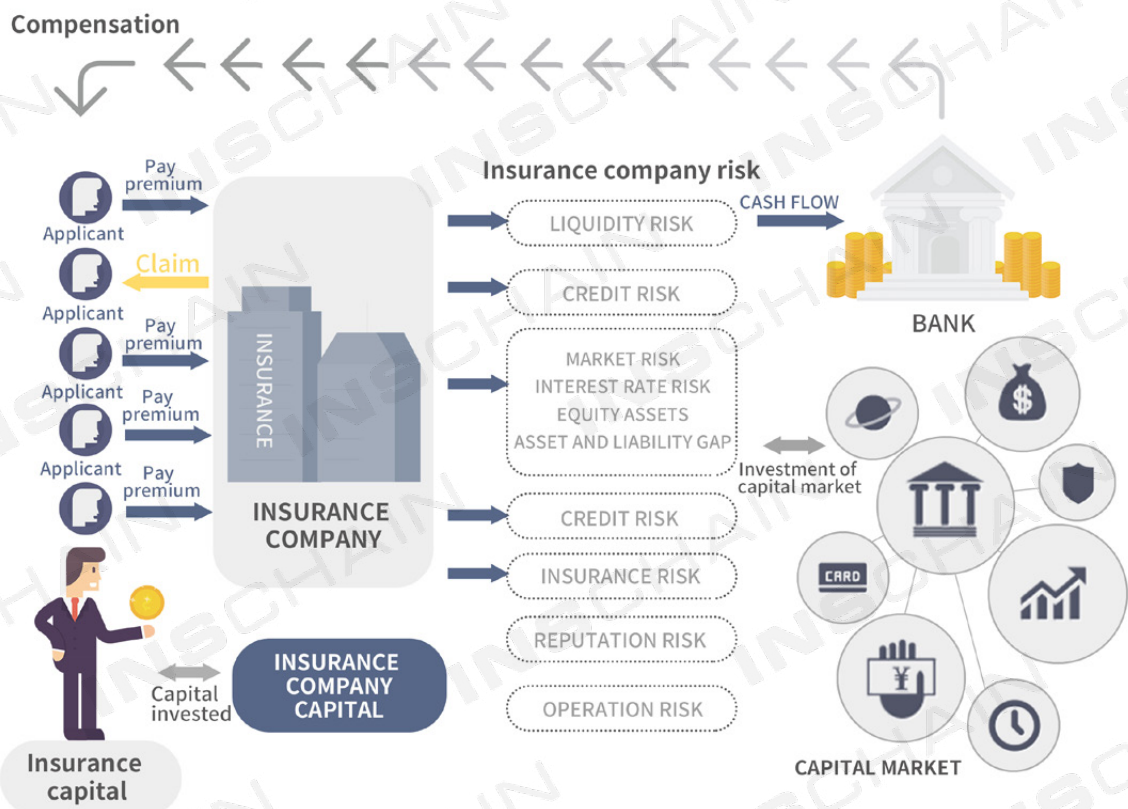 Compensation
Pay
premium
Applicant
Claim
Applicant
Pay
premium
Applicant
Pay
premium
Applicant
Pay
premium
INSURANCE
INSURANCE
COMPANY
Insurance company risk
LIQUIDITY RISK
CREDIT RISK
MARKET RISK
INTEREST RATE RISK
EQUITY ASSETS
ASSET AND LIABILITY GAP
CREDIT RISK
INSURANCE RISK
REPUTATION RISK
OPERATION RISK
CASH FLOW
BANK
Investment of
capital market
$
CARD
¥
CAPITAL MARKET
Capital
invested
INSURANCE
COMPANY
CAPITAL
Insurance
capital
INSCHAIN